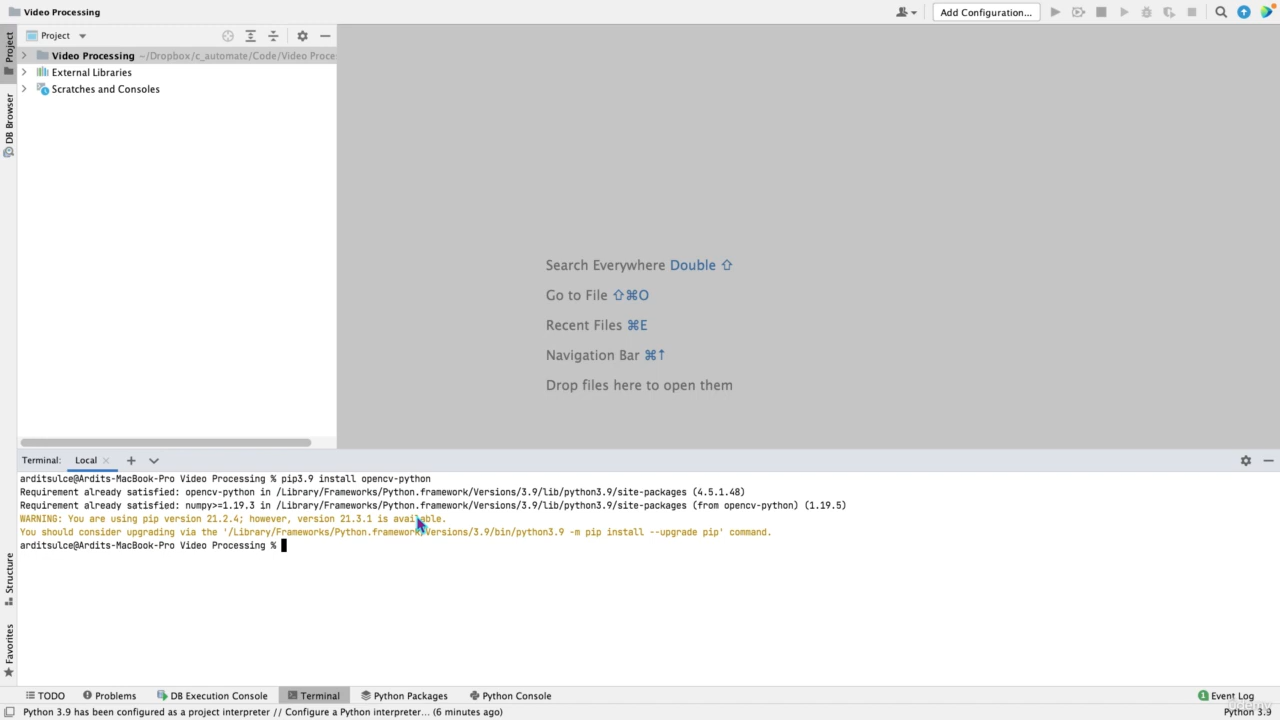 Video Processing
Add Configuration...
Project
Video Processing ~/Dropbox/c_automate/Code/Video Proce
External Libraries
Scratches and Consoles
Project
DB Browser
Structure
Favorites
Search Everywhere Double ⇧
Go to File ⇧⌘O
Recent Files ⌘E
Navigation Bar ⌘↑
Drop files here to open them
Terminal: Local
arditsulce@Ardits-MacBook-Pro Video Processing % pip3.9 install opencv-python
Requirement already satisfied: opencv-python in /Library/Frameworks/Python.framework/Versions/3.9/lib/python3.9/site-packages (4.5.1.48)
Requirement already satisfied: numpy>=1.19.3 in /Library/Frameworks/Python.framework/Versions/3.9/lib/python3.9/site-packages (from opencv-python) (1.19.5)
WARNING: You are using pip version 21.2.4; however, version 21.3.1 is available.
You should consider upgrading via the '/Library/Frameworks/Python.framework/Versions/3.9/bin/python3.9 -m pip install --upgrade pip' command.
arditsulce@Ardits-MacBook-Pro Video Processing %
TODO Problems DB Execution Console Terminal Python Packages Python Console 1 Event Log
Python 3.9 has been configured as a project interpreter // Configure a Python interpreter... (6 minutes ago) Python 3.9
udemy